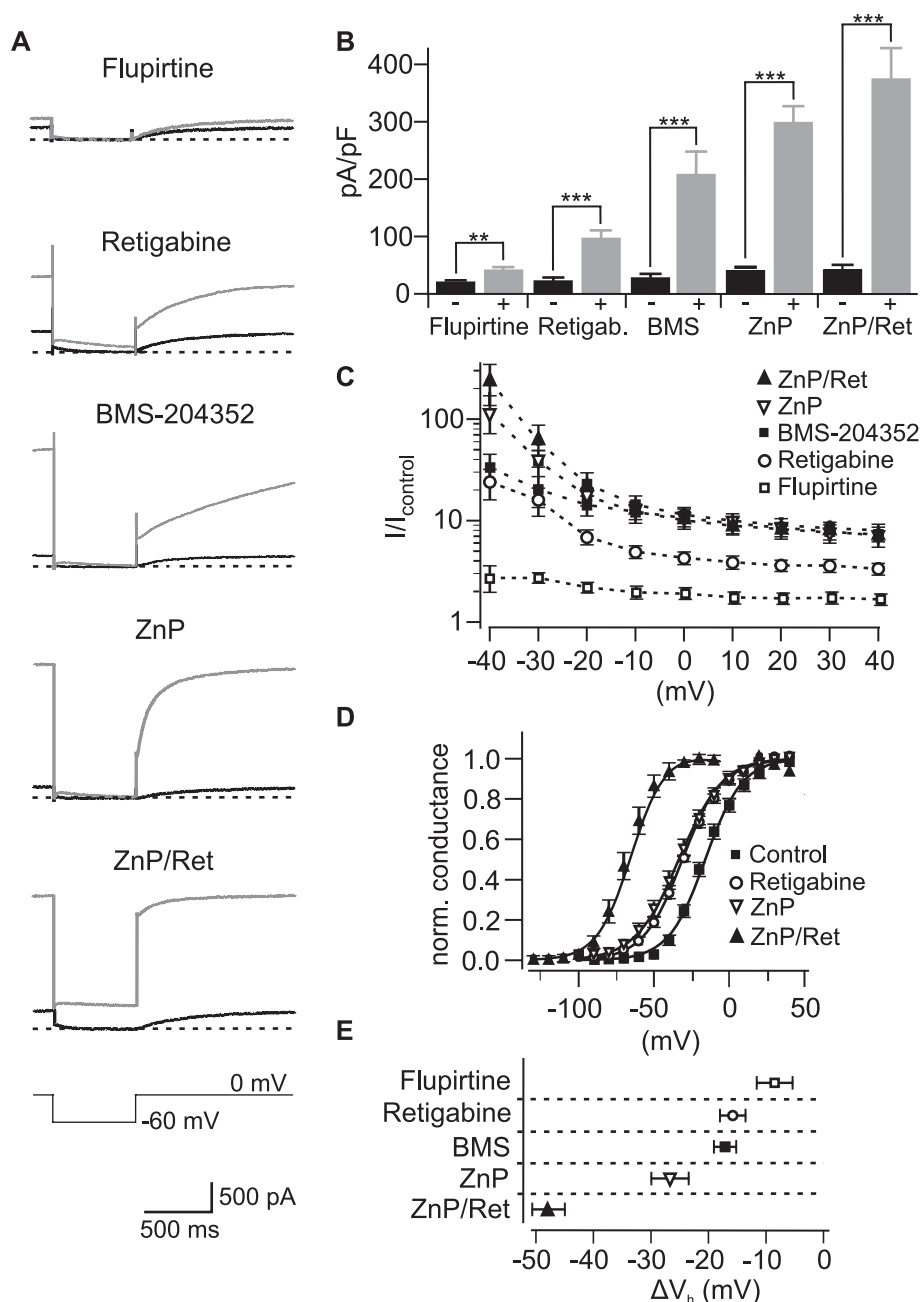 A
Flupirtine
Retigabine
BMS-204352
ZnP
ZnP/Ret
0 mV
-60 mV
500 pA
500 ms
B
pA/pF
400
300
200
100
0
** *** *** *** ***
- + - + - + - + - +
Flupirtine Retigab. BMS ZnP ZnP/Ret
C
I/Icontrol
100
10
1
ZnP/Ret
ZnP
BMS-204352
Retigabine
Flupirtine
-40 -30 -20 -10 0 10 20 30 40
(mV)
D
norm. conductance
1.0
0.8
0.6
0.4
0.2
0.0
Control
Retigabine
ZnP
ZnP/Ret
-100 -50 0 50
(mV)
E
Flupirtine
Retigabine
BMS
ZnP
ZnP/Ret
-50 -40 -30 -20 -10 0
ΔVh (mV)